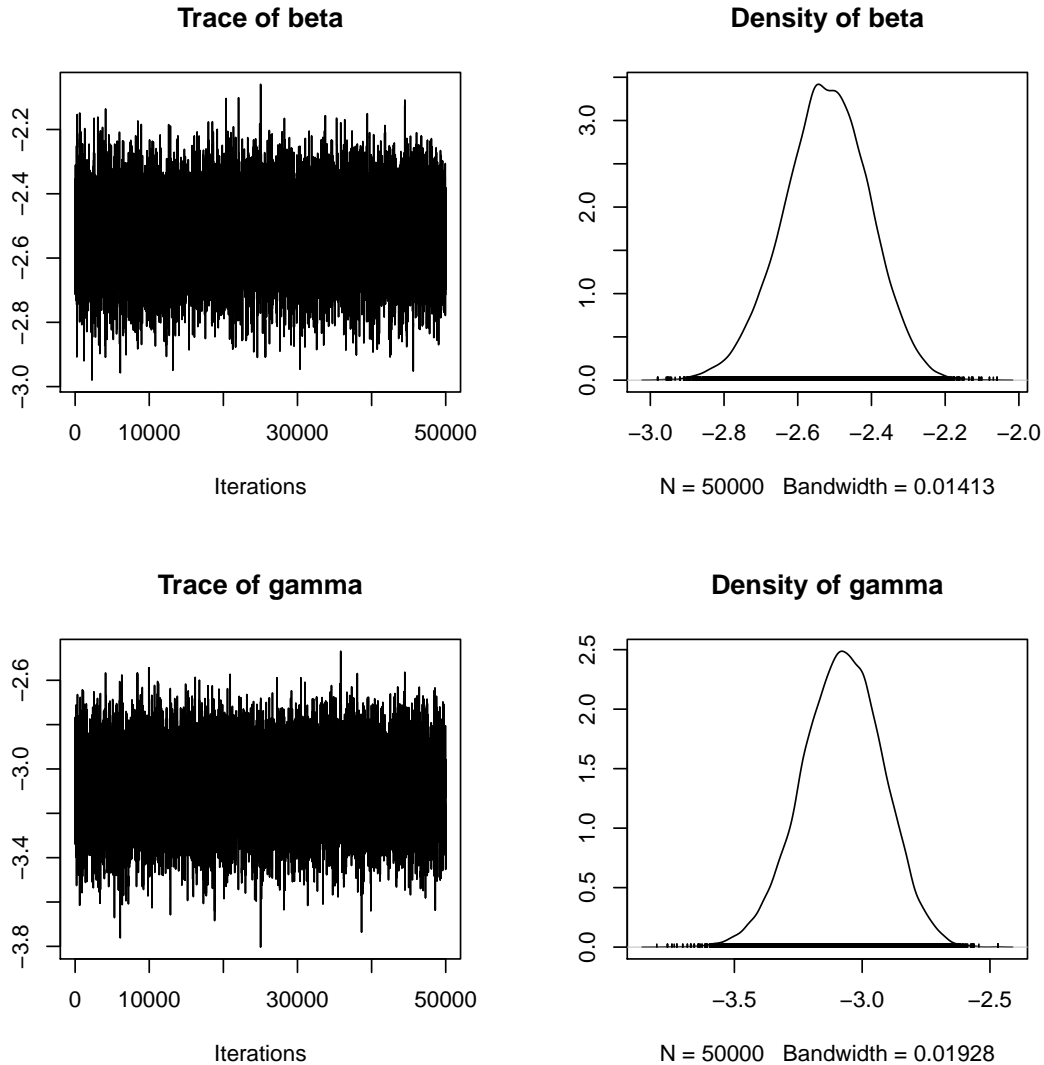 Trace of beta
Density of beta
−3.0 −2.8 −2.6 −2.4 −2.2
0 10000 30000 50000
Iterations
0.0 1.0 2.0 3.0
−3.0 −2.8 −2.6 −2.4 −2.2 −2.0
N = 50000 Bandwidth = 0.01413
Trace of gamma
Density of gamma
−3.8 −3.4 −3.0 −2.6
0 10000 30000 50000
Iterations
0.0 0.5 1.0 1.5 2.0 2.5
−3.5 −3.0 −2.5
N = 50000 Bandwidth = 0.01928